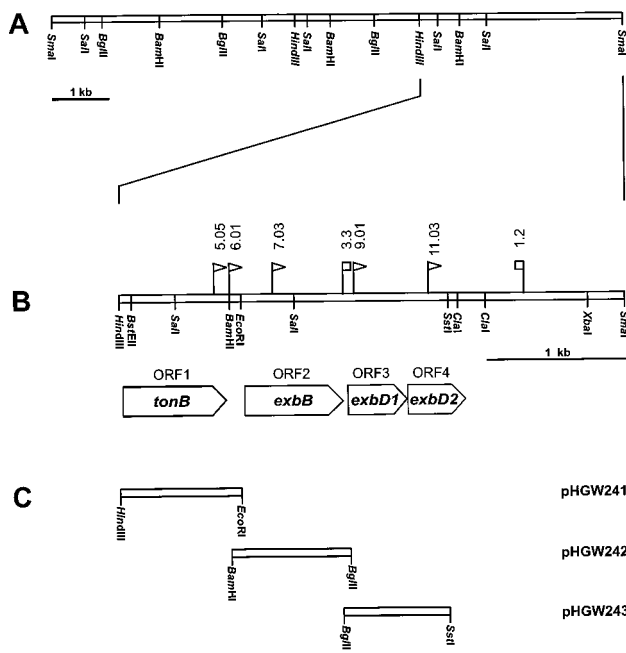 A
SmaI SalI BglII BamHI BglII SalI HindIII SalI BamHI BglII HindIII SalI BamHI SalI SmaI
1 kb
5.05 6.01 7.03 3.3 9.01 11.03 1.2
B
HindIII BstEII SalI BamHI EcoRI SalI SstI ClaI ClaI XbaI SmaI
1 kb
ORF1 ORF2 ORF3 ORF4
tonB exbB exbD1 exbD2
C
pHGW241
HindIII EcoRI
pHGW242
BamHI BglII
pHGW243
BglII SstI